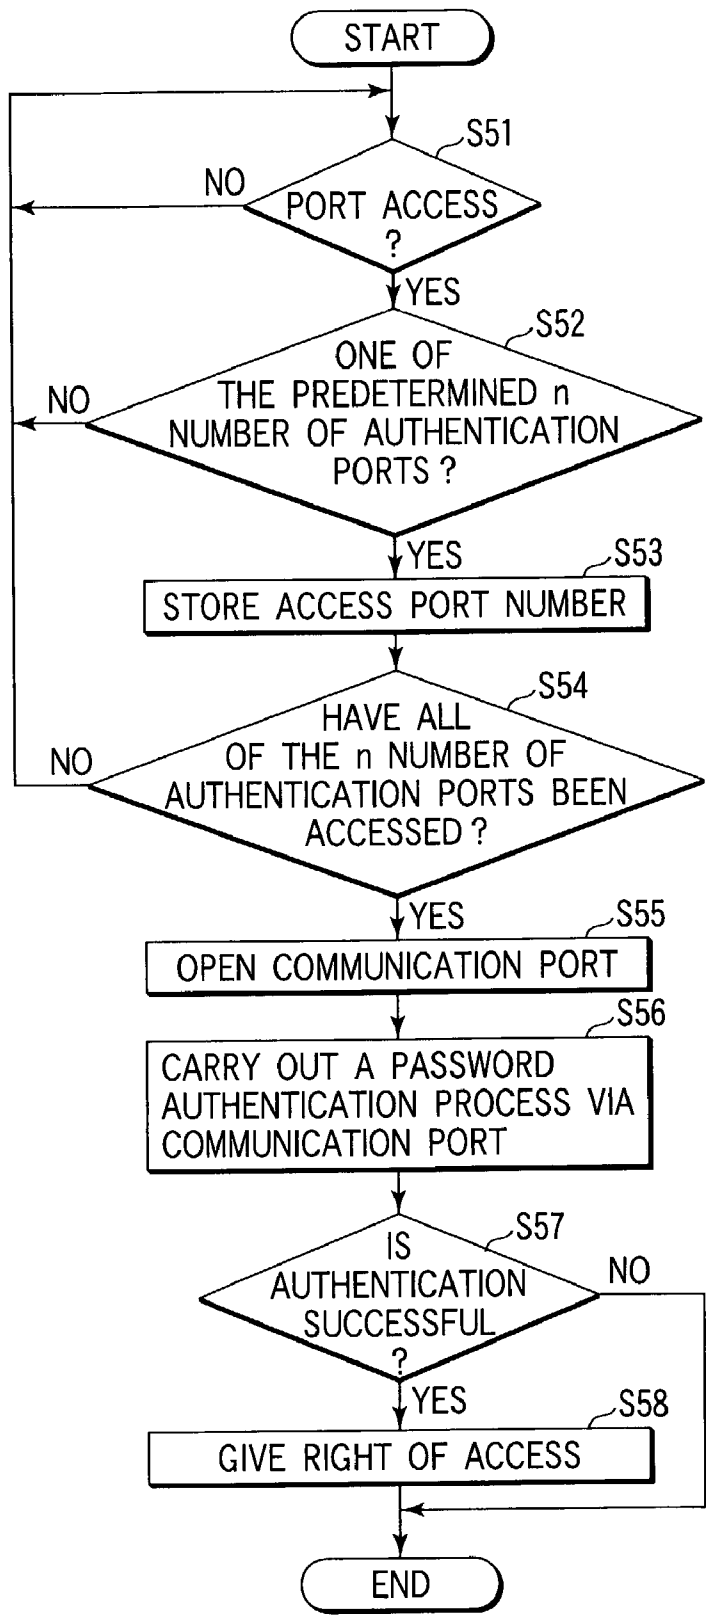 START
S51
NO
PORT ACCESS
?
YES
S52
ONE OF
THE PREDETERMINED n
NO
NUMBER OF AUTHENTICATION
PORTS?
YES
S53
STORE ACCESS PORT NUMBER
S54
HAVE ALL
OF THE n NUMBER OF
NO
AUTHENTICATION PORTS BEEN
ACCESSED?
YES
S55
OPEN COMMUNICATION PORT
S56
CARRY OUT A PASSWORD
AUTHENTICATION PROCESS VIA
COMMUNICATION PORT
S57
IS
NO
AUTHENTICATION
SUCCESSFUL
?
YES
S58
GIVE RIGHT OF ACCESS
END